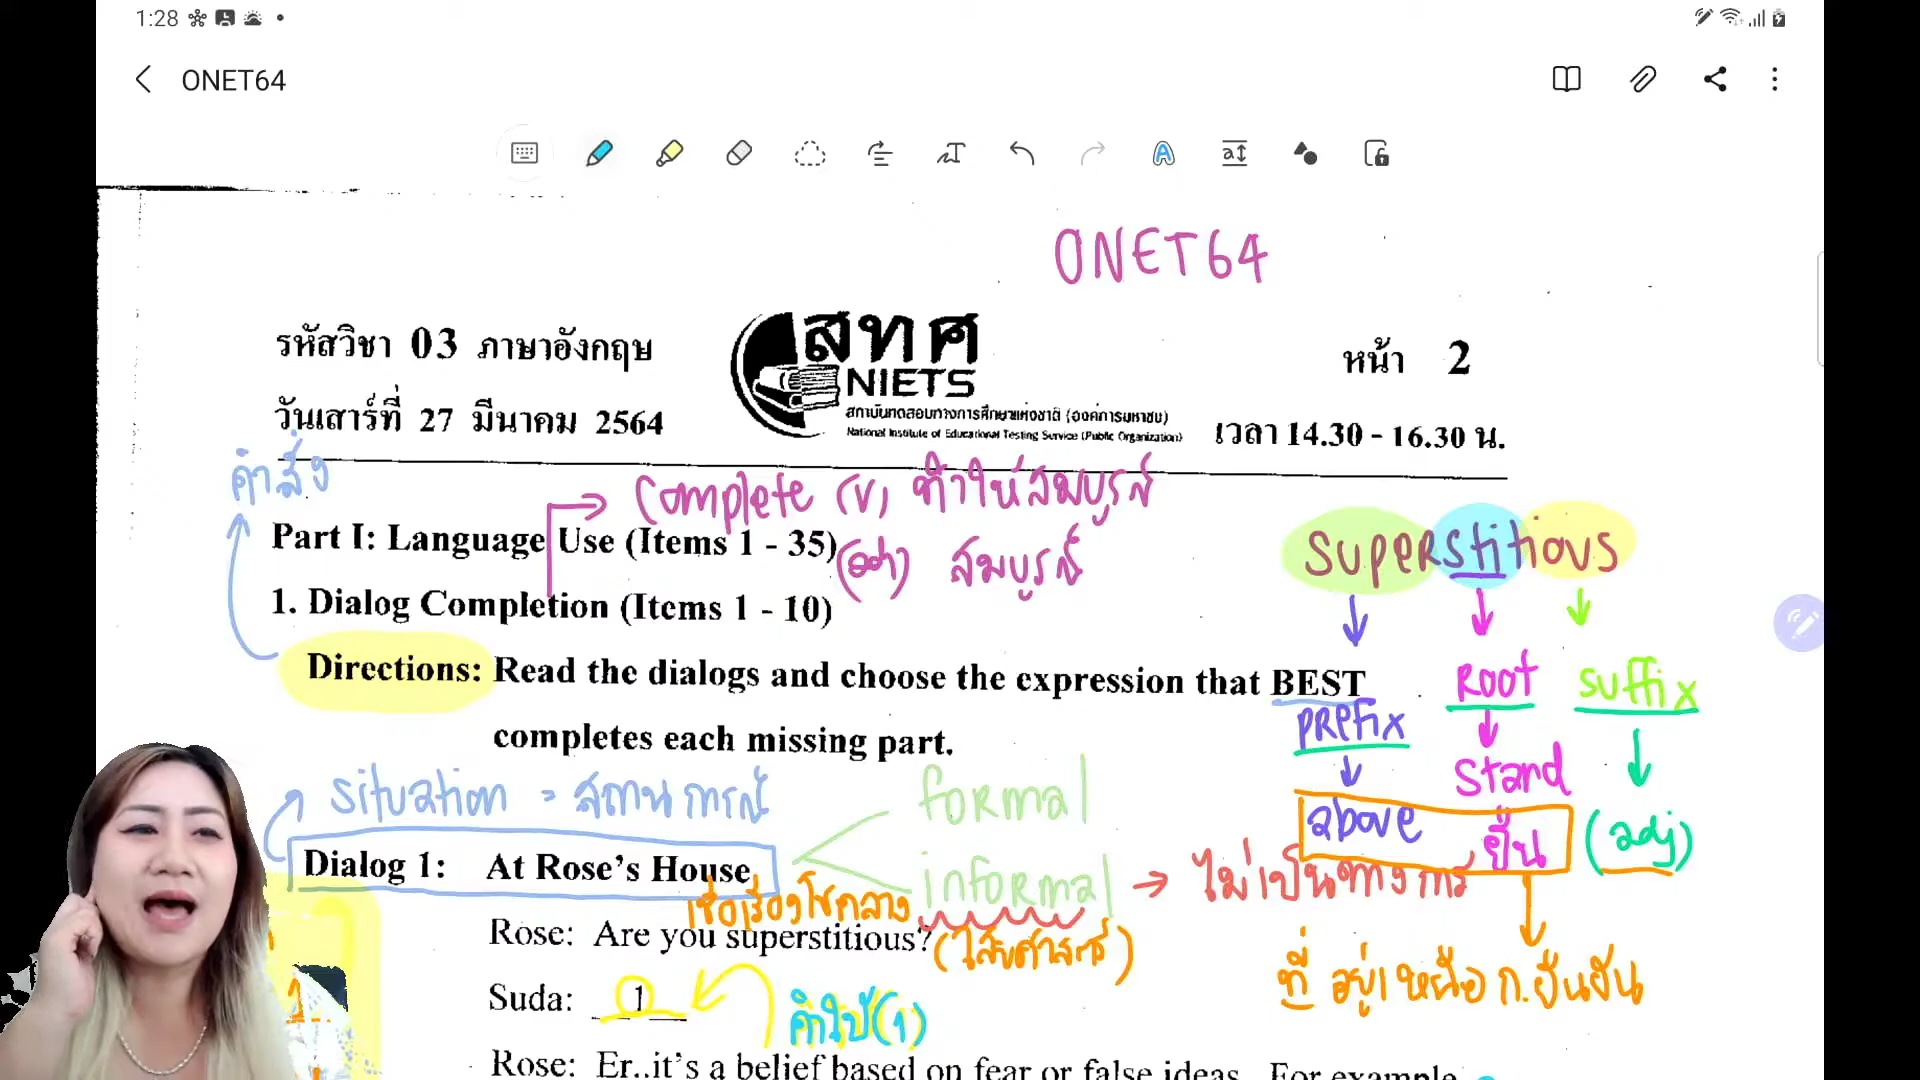 1:28
ONET64
ONET64
รหัสวิชา 03 ภาษาอังกฤษ
สทศ
NIETS
หน้า 2
วันเสาร์ที่ 27 มีนาคม 2564
สถาบันทดสอบทางการศึกษาแห่งชาติ (องค์การมหาชน)
National Institute of Educational Testing Service (Public Organization)
เวลา 14.30 - 16.30 น.
คำสั่ง
Complete (v) ทำให้สมบูรณ์
Part I: Language Use (Items 1 - 35)
สมบูรณ์
superstitious
1. Dialog Completion (Items 1 - 10)
Directions: Read the dialogs and choose the expression that BEST
completes each missing part.
prefix
Root
suffix
above
Stand
ยืน
(adj)
situation = สถานการณ์
formal
Dialog 1: At Rose's House
informal → ไม่เป็นทางการ
เชื่อเรื่องโชคลาง
Rose: Are you superstitious?
(ไสยศาสตร์)
ที่ อยู่เหนือ ก.ยืนยัน
Suda: 1
คำใบ้(1)
Rose: Er..it's a belief based on fear or false ideas. For example